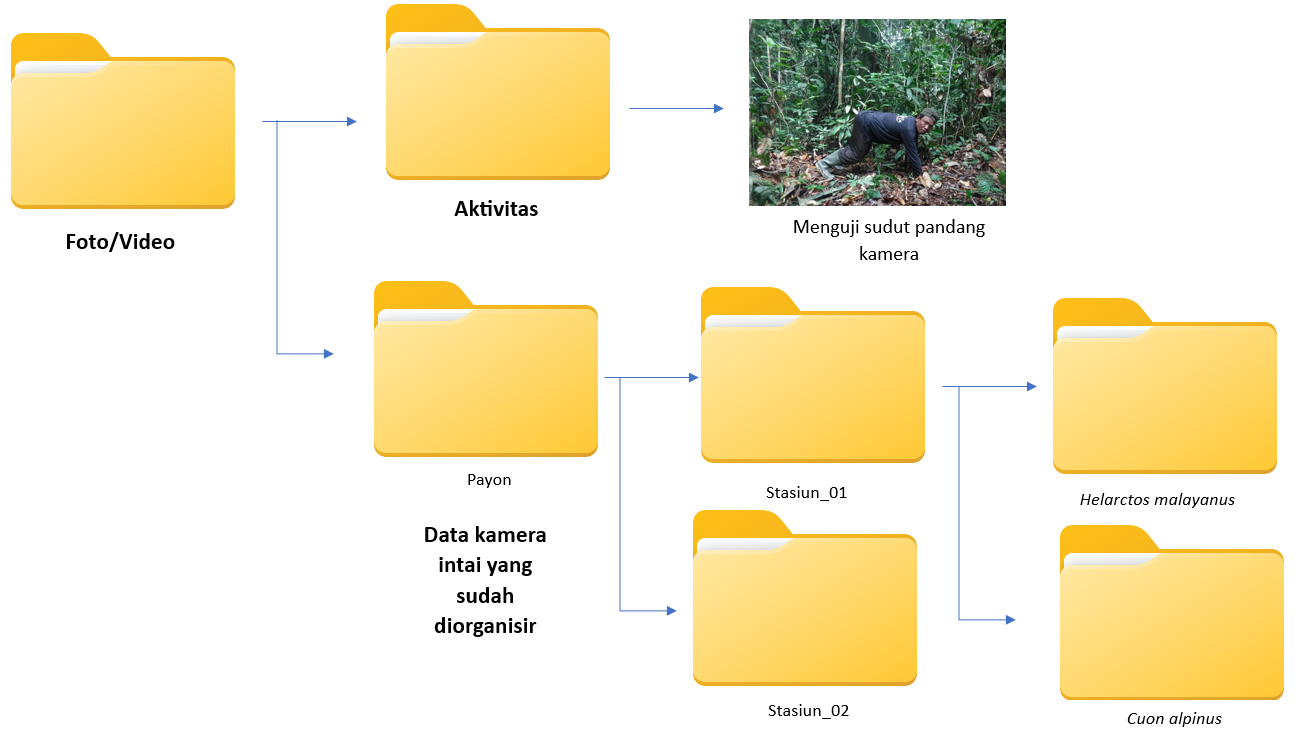 Foto/Video
Aktivitas
Menguji sudut pandang
kamera
Payon
Data kamera
intai yang
sudah
diorganisir
Stasiun_01
Stasiun_02
Helarctos malayanus
Cuon alpinus